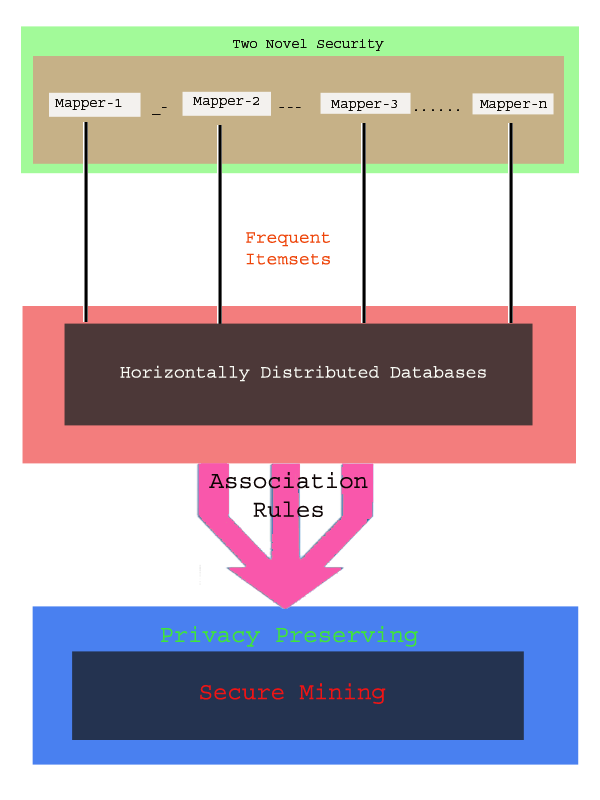 Two Novel Security
Mapper-1 _- Mapper-2 --- Mapper-3 ...... Mapper-n
Frequent
Itemsets
Horizontally Distributed Databases
Association
Rules
Privacy Preserving
Secure Mining